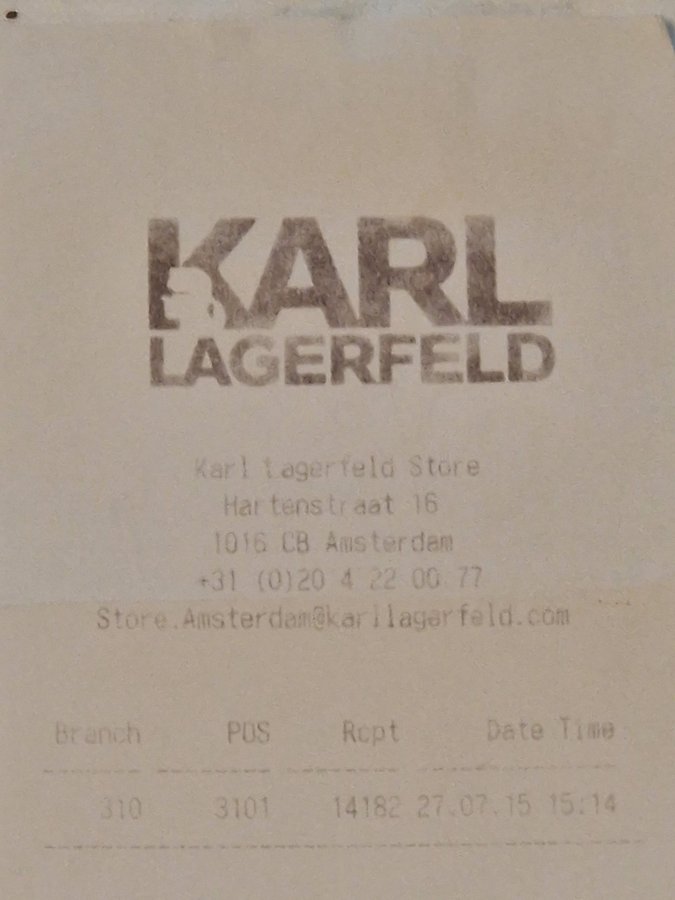 KARL
LAGERFELD
Karl Lagerfeld Store
Hartenstraat 16
1016 CB Amsterdam
+31 (0)20 4 22 00 77
Store.Amsterdam@karllagerfeld.com
Branch POS Rcpt Date Time
310 3101 14182 27.07.15 15:14